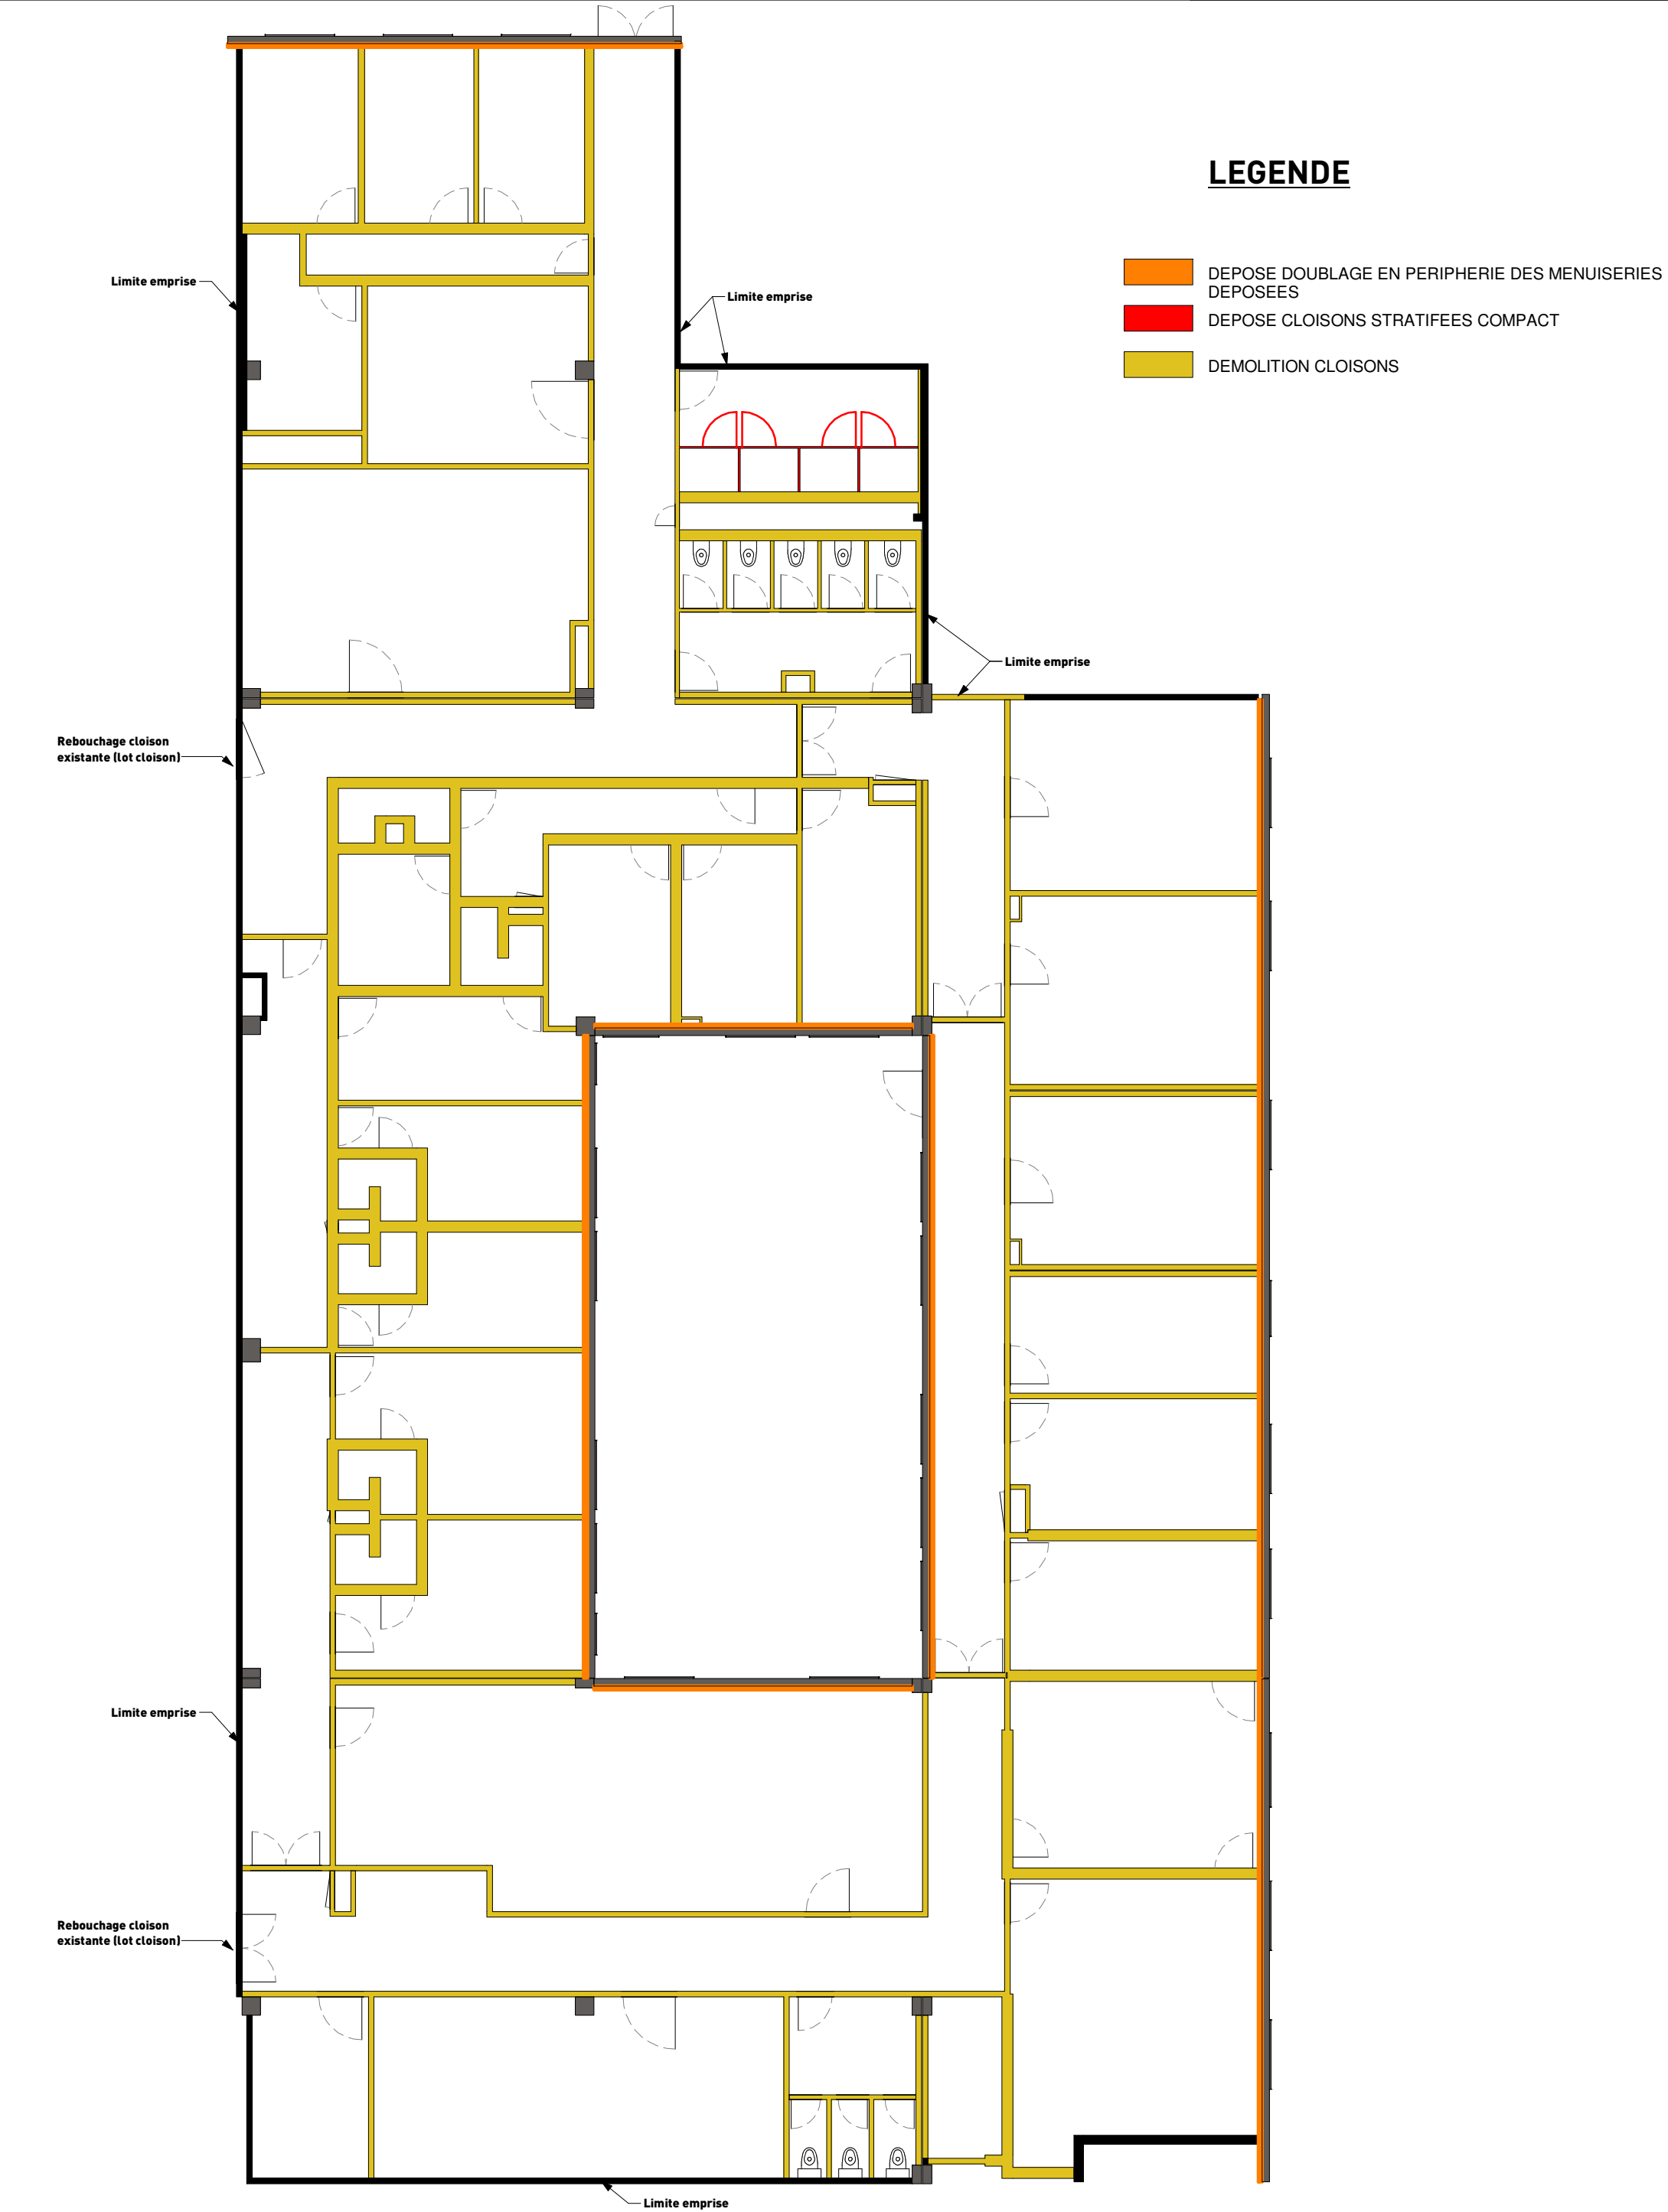 LEGENDE
DEPOSE DOUBLAGE EN PERIPHERIE DES MENUISERIES
DEPOSEES
DEPOSE CLOISONS STRATIFEES COMPACT
DEMOLITION CLOISONS
Limite emprise
Limite emprise
Limite emprise
Rebouchage cloison
existante (lot cloison)
Limite emprise
Rebouchage cloison
existante (lot cloison)
Limite emprise